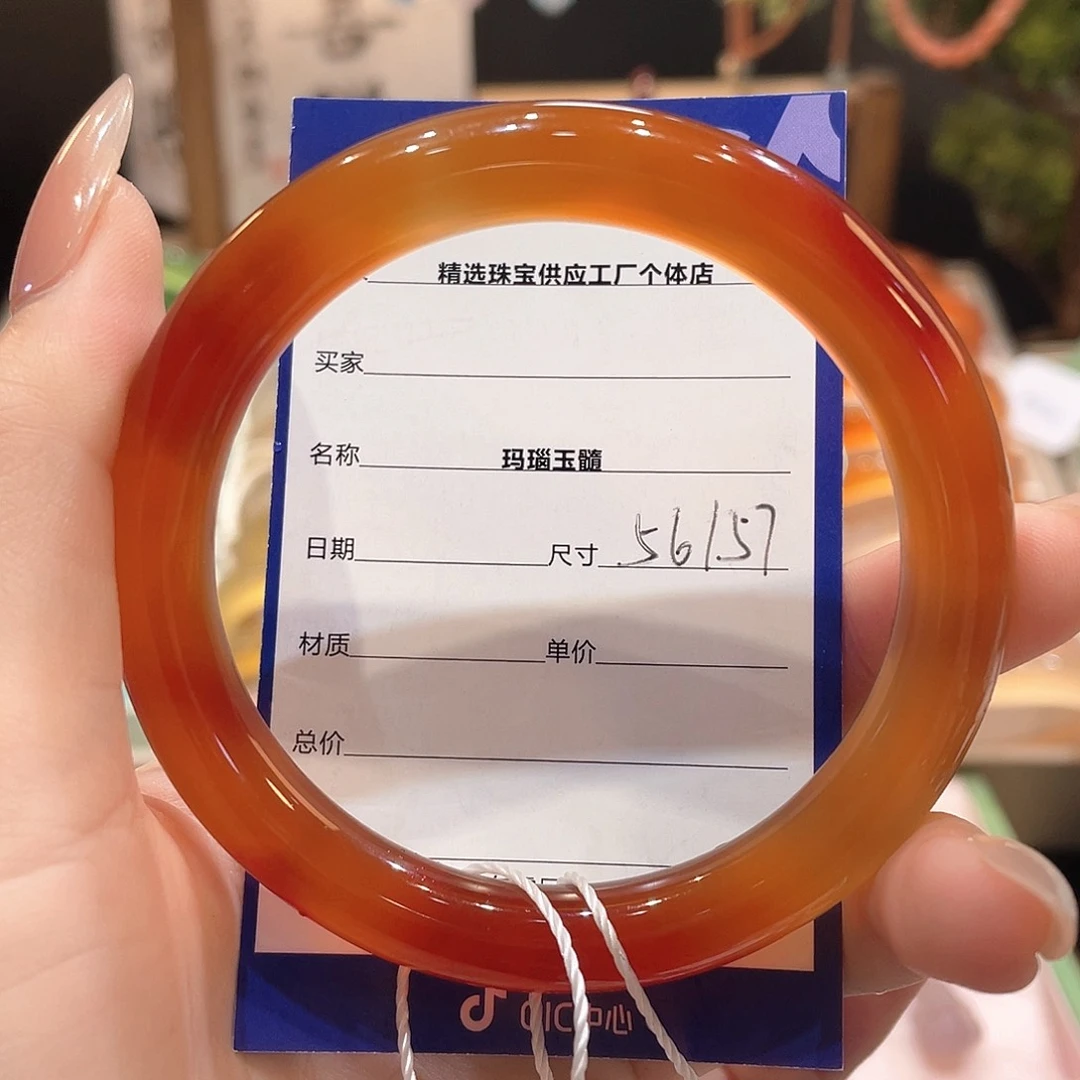 精选珠宝供应工厂个体店
买家
名称 玛瑙玉髓
日期 尺寸 56/57
材质 单价
总价
QIC中心